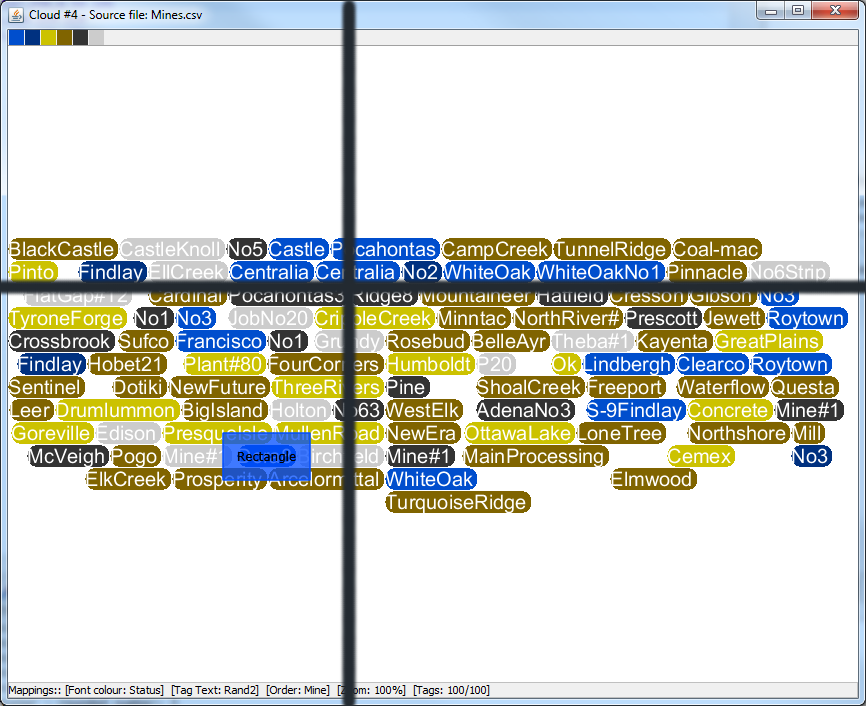 Cloud #4 - Source file: Mines.csv
BlackCastle CastleKnoll No5 Castle Pocahontas CampCreek TunnelRidge Coal-mac
Pinto Findlay EllCreek Centralia Centralia No2 WhiteOak WhiteOakNo1 Pinnacle No6Strip
FlatGap#12 Cardinal Pocahontas3 Ridge8 Mountaineer Hatfield Cresson Gibson No3
TyroneForge No1 No3 JobNo20 CrippleCreek Minntac NorthRiver# Prescott Jewett Roytown
Crossbrook Sufco Francisco No1 Grundy Rosebud BelleAyr Theba#1 Kayenta GreatPlains
Findlay Hobet21 Plant#80 FourCorners Humboldt P20 Ok Lindbergh Clearco Roytown
Sentinel Dotiki NewFuture ThreeRivers Pine ShoalCreek Freeport Waterflow Questa
Leer Drumlummon BigIsland Holton No63 WestElk AdenaNo3 S-9Findlay Concrete Mine#1
Goreville Edison PresqueIsle MullenRoad NewEra OttawaLake LoneTree Northshore Mill
McVeigh Pogo Mine#1 Rectangle Birchfield Mine#1 MainProcessing Cemex No3
ElkCreek Prosperity Arcelormittal WhiteOak Elmwood
TurquoiseRidge
Mappings:: [Font colour: Status] [Tag Text: Rand2] [Order: Mine] [Zoom: 100%] [Tags: 100/100]